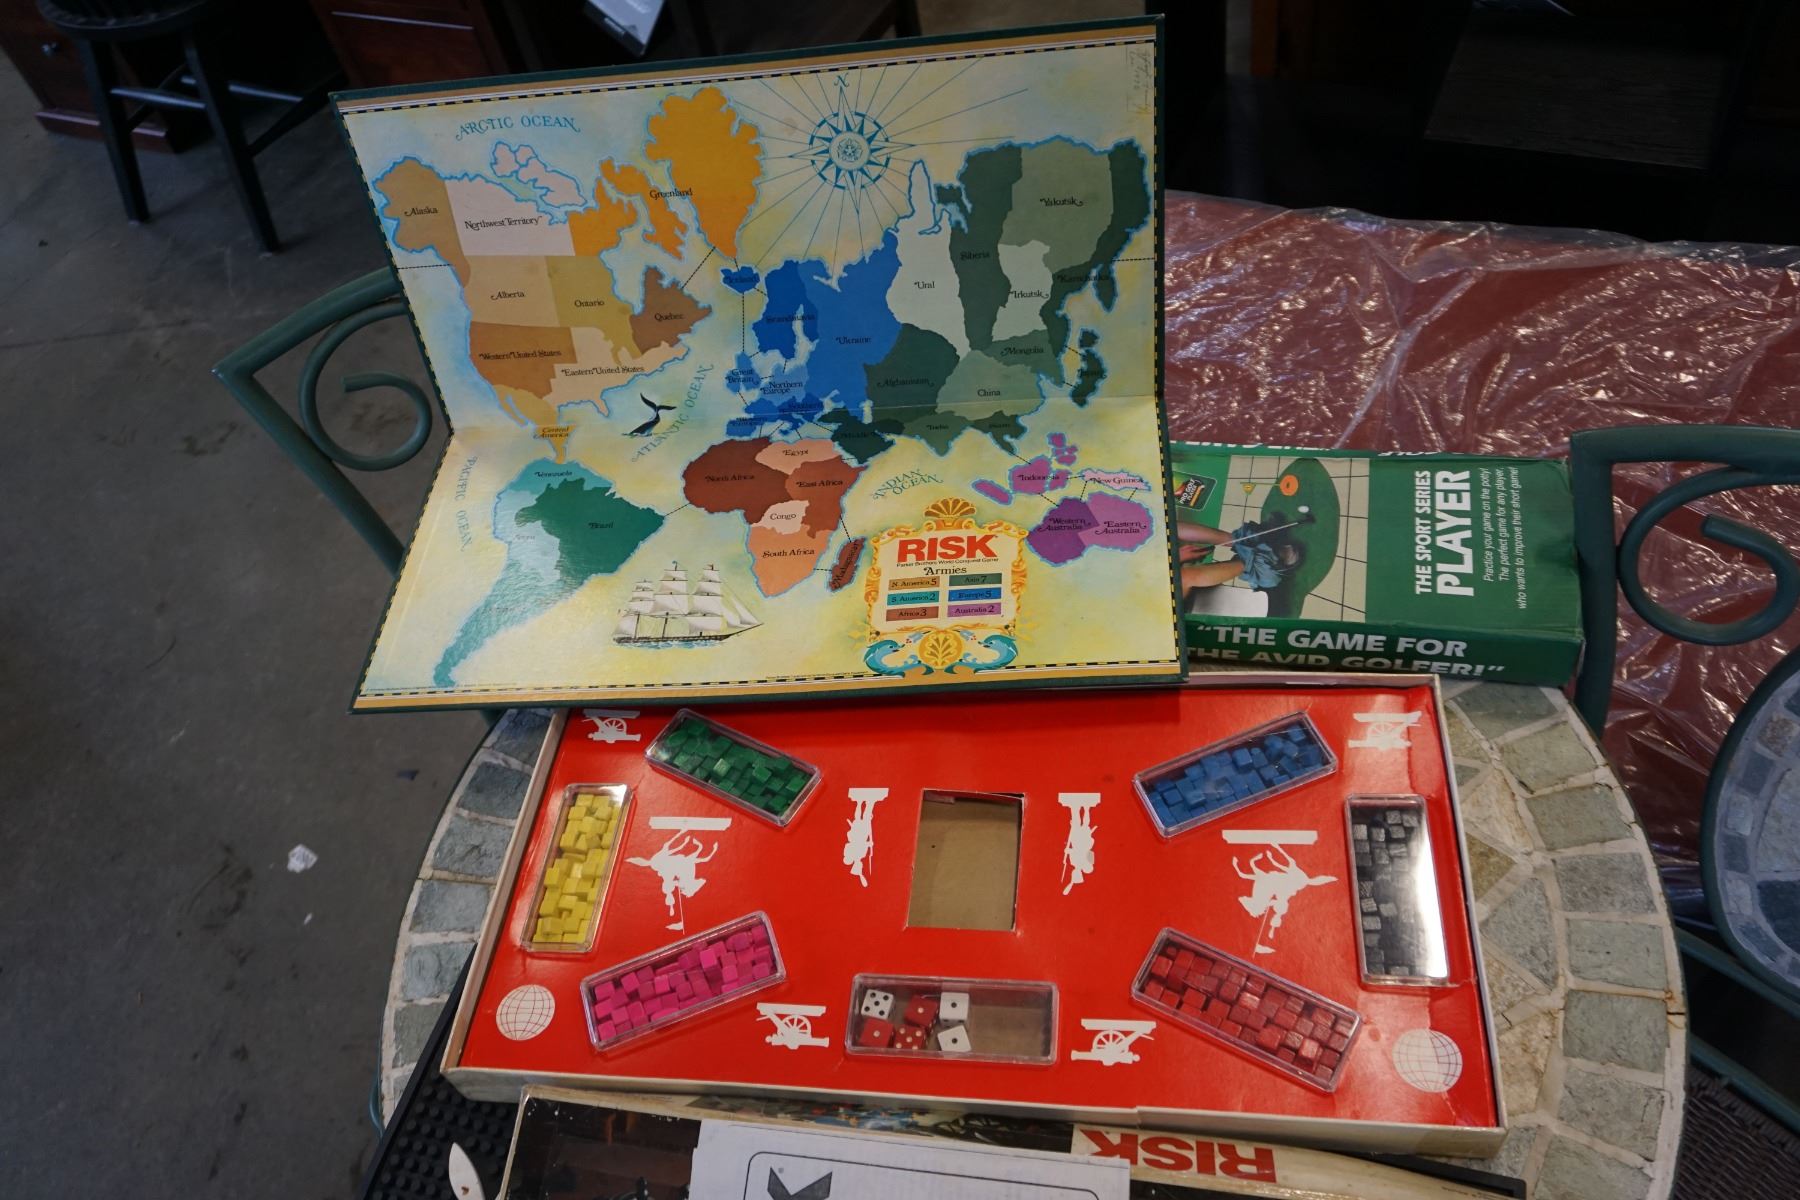 ARCTIC OCEAN
N
Greenland
Alaska
Northwest Territory
Yakutsk
Siberia
Iceland
Ural
Kamchatka
Alberta
Ontario
Irkutsk
Quebec
Scandinavia
Ukraine
Western United States
Mongolia
Eastern United States
Great
Britain
Northern
Europe
Afghanistan
China
ATLANTIC OCEAN
Southern
Central
America
India
Siam
Middle
Egypt
Venezuela
North Africa
East Africa
PACIFIC OCEAN
INDIAN
OCEAN
Indonesia
New Guinea
Brazil
Congo
Western
Australia
Eastern
Australia
South Africa
Madagascar
Peru
RISK
Parker Brothers World Conquest Game
Armies
N. America 5
Asia 7
S. America 2
Europe 5
Africa 3
Australia 2
THE SPORT SERIES
PLAYER
Practice your game on the potty!
The perfect game for any player,
who wants to improve their short game!
"THE GAME FOR
THE AVID GOLFER!"
RISK